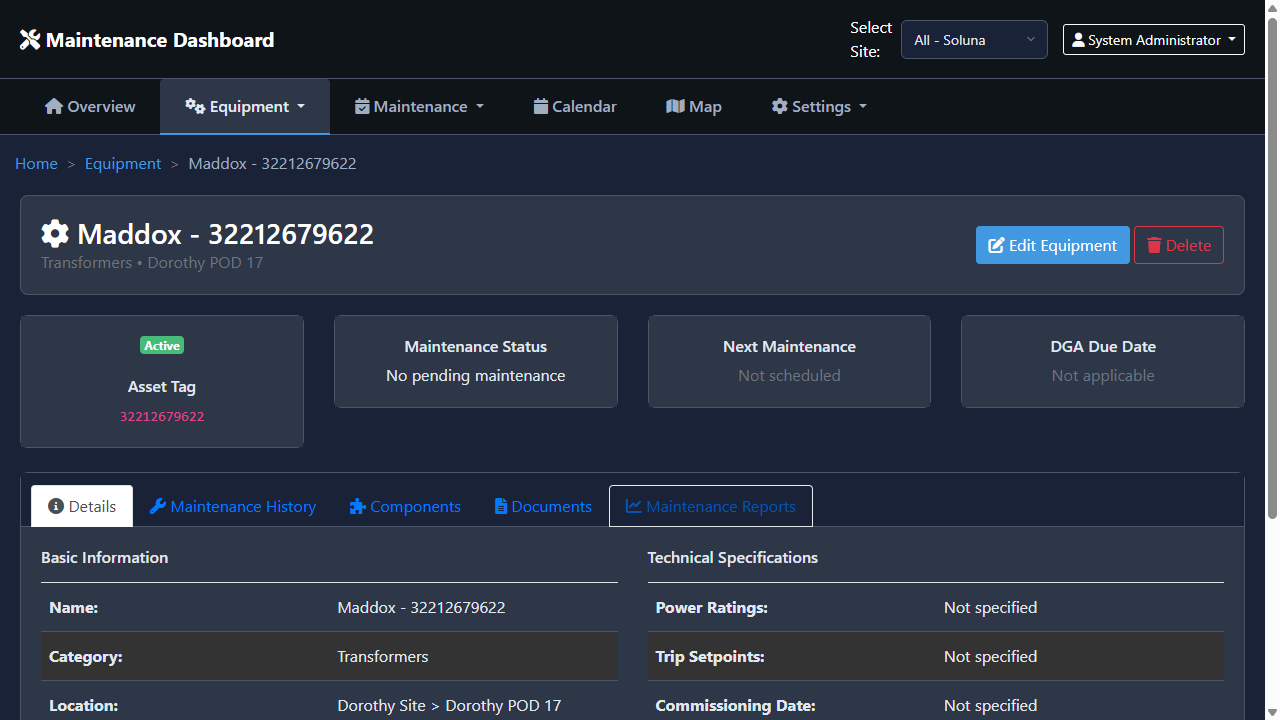 Maintenance Dashboard
Select Site:
All - Soluna
System Administrator
Overview
Equipment
Maintenance
Calendar
Map
Settings
Home > Equipment > Maddox - 32212679622
Maddox - 32212679622
Transformers • Dorothy POD 17
Edit Equipment
Delete
Active
Asset Tag
32212679622
Maintenance Status
No pending maintenance
Next Maintenance
Not scheduled
DGA Due Date
Not applicable
Details
Maintenance History
Components
Documents
Maintenance Reports
Basic Information
Name: Maddox - 32212679622
Category: Transformers
Location: Dorothy Site > Dorothy POD 17
Technical Specifications
Power Ratings: Not specified
Trip Setpoints: Not specified
Commissioning Date: Not specified